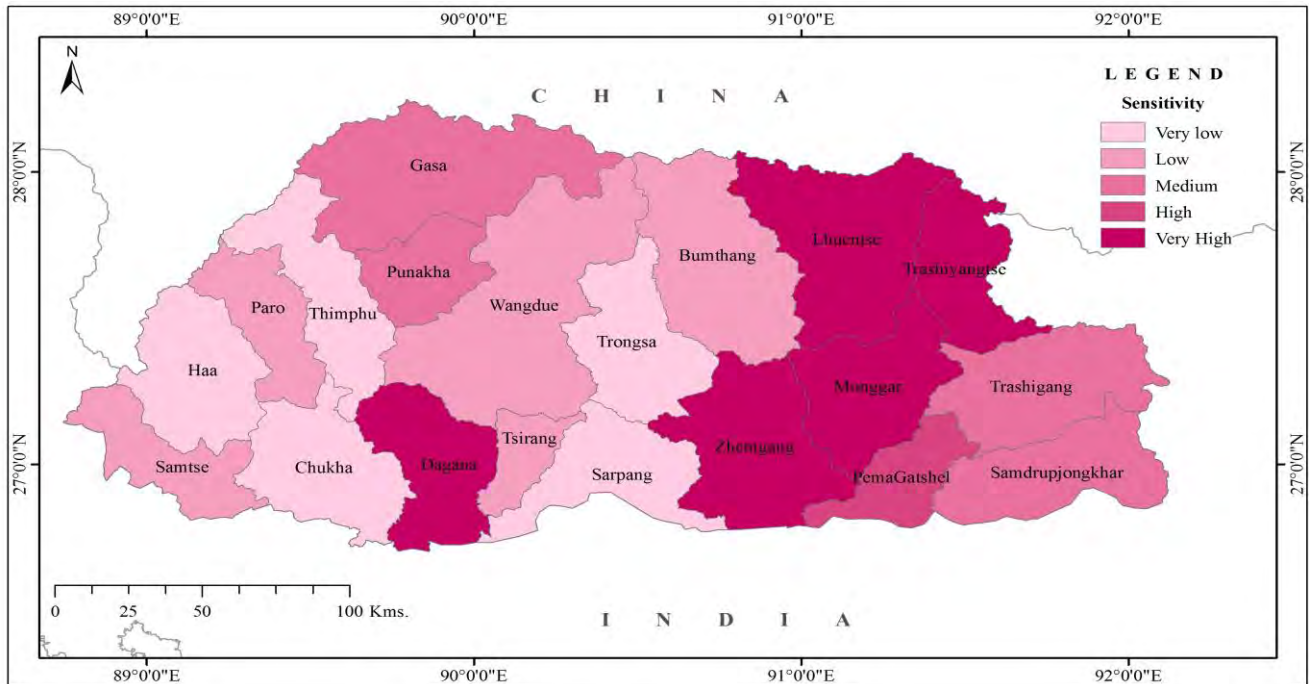 89°0'0"E 90°0'0"E 91°0'0"E 92°0'0"E
N
C H I N A
L E G E N D
Sensitivity
Very low
Low
Medium
High
Very High
28°0'0"N
28°0'0"N
Gasa
Punakha
Bumthang
Lhuentse
Trashiyangtse
Paro
Thimphu
Wangdue
Trongsa
Haa
Monggar
Trashigang
Zhemgang
27°0'0"N
27°0'0"N
Samtse
Chukha
Dagana
Tsirang
Sarpang
PemaGatshel
Samdrupjongkhar
0 25 50 100 Kms.
I N D I A
89°0'0"E 90°0'0"E 91°0'0"E 92°0'0"E